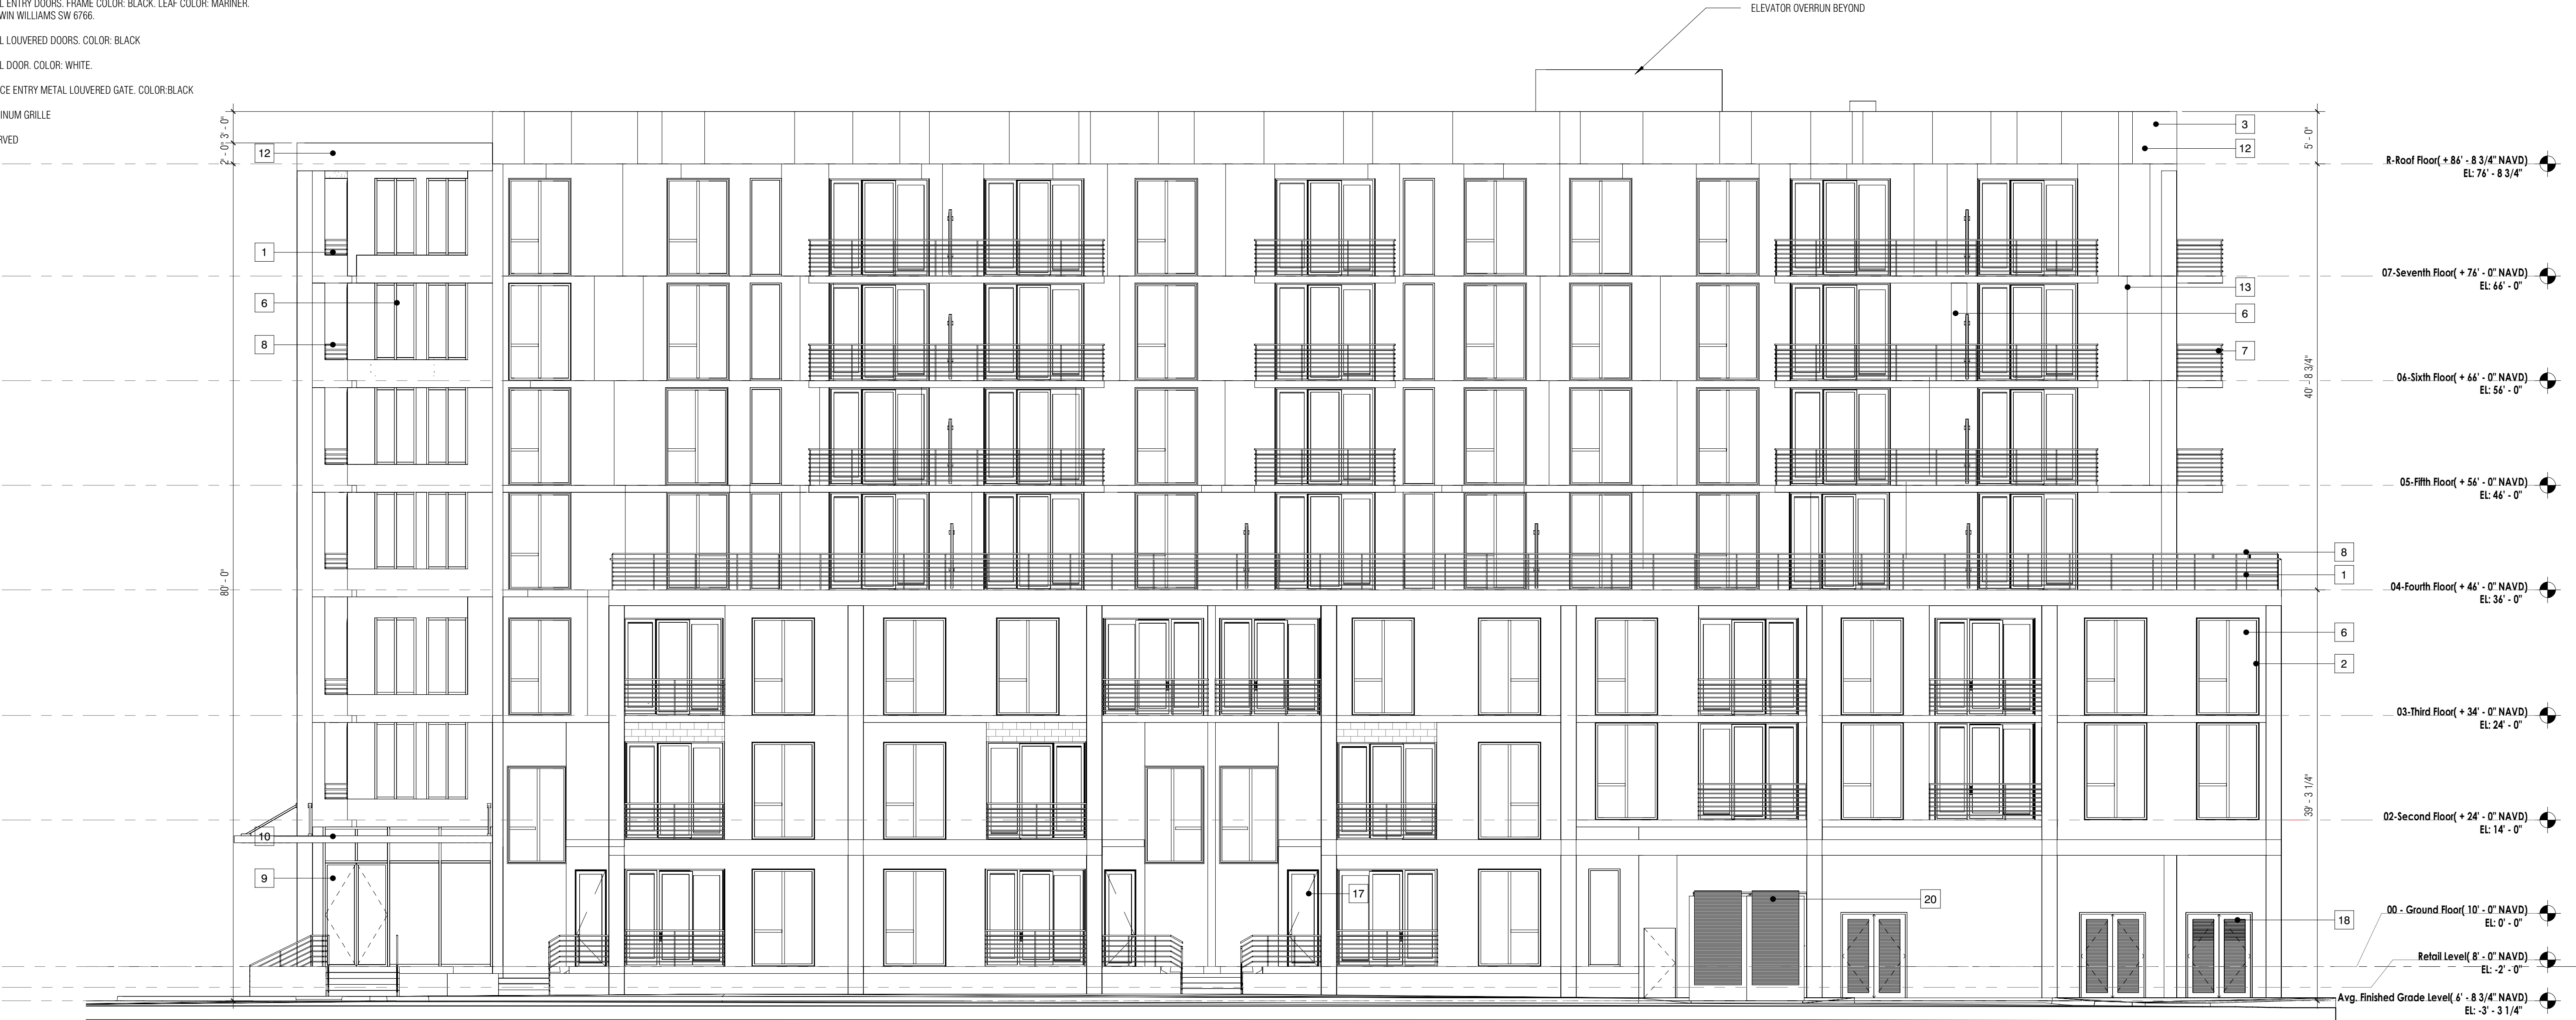 L ENTRY DOORS. FRAME COLOR: BLACK. LEAF COLOR: MARINER.
WIN WILLIAMS SW 6766.
L LOUVERED DOORS. COLOR: BLACK
L DOOR. COLOR: WHITE.
CE ENTRY METAL LOUVERED GATE. COLOR:BLACK
INUM GRILLE
RVED
ELEVATOR OVERRUN BEYOND
3' - 0"
2' - 0"
80' - 0"
12
1
6
8
10
9
17
20
3
12
13
6
7
8
1
6
2
18
5' - 0"
40' - 8 3/4"
39' - 3 1/4"
R-Roof Floor( + 86' - 8 3/4" NAVD)
EL: 76' - 8 3/4"
07-Seventh Floor( + 76' - 0" NAVD)
EL: 66' - 0"
06-Sixth Floor( + 66' - 0" NAVD)
EL: 56' - 0"
05-Fifth Floor( + 56' - 0" NAVD)
EL: 46' - 0"
04-Fourth Floor( + 46' - 0" NAVD)
EL: 36' - 0"
03-Third Floor( + 34' - 0" NAVD)
EL: 24' - 0"
02-Second Floor( + 24' - 0" NAVD)
EL: 14' - 0"
00 - Ground Floor( 10' - 0" NAVD)
EL: 0' - 0"
Retail Level( 8' - 0" NAVD)
EL: -2' - 0"
Avg. Finished Grade Level( 6' - 8 3/4" NAVD)
EL: -3' - 3 1/4"